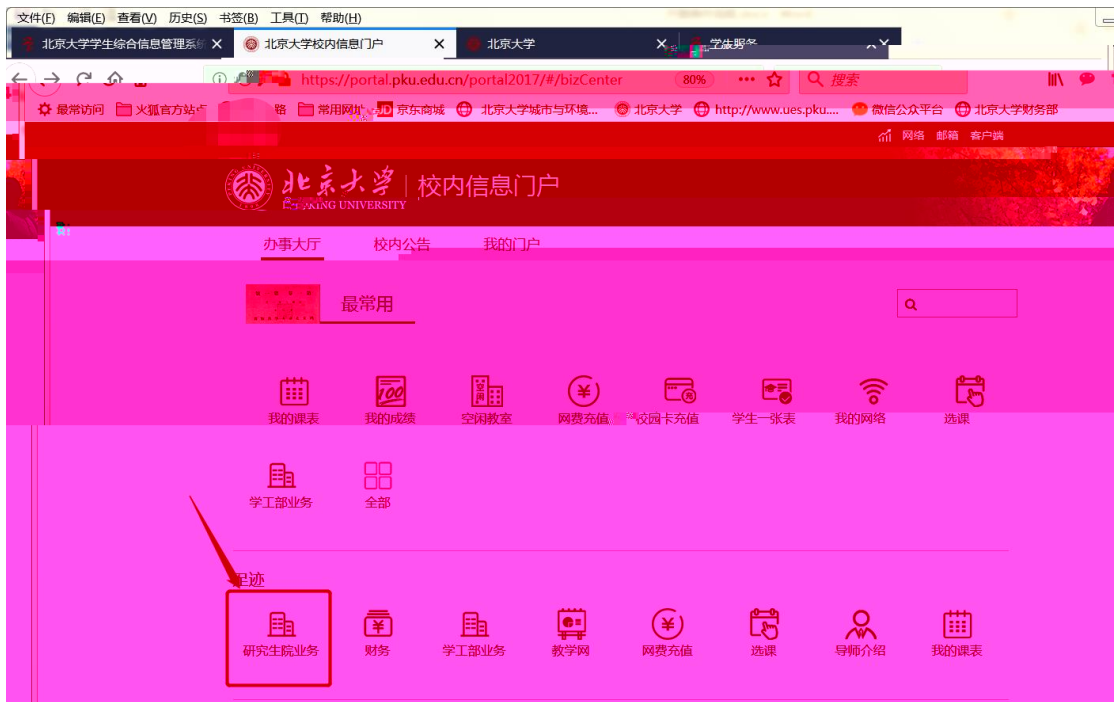 文件(F) 编辑(E) 查看(V) 历史(S) 书签(B) 工具(T) 帮助(H)
北京大学学生综合信息管理系统 北京大学校内信息门户 北京大学
https://portal.pku.edu.cn/portal2017/#/bizCenter 80% 搜索
最常访问 火狐官方站点 常用网址 京东商城 北京大学城市与环境... 北京大学 http://www.ues.pku.... 微信公众平台 北京大学财务部
网络 邮箱 客户端
北京大学 校内信息门户
PEKING UNIVERSITY
办事大厅 校内公告 我的门户
最常用
我的课表 我的成绩 空闲教室 网费充值 校园卡充值 学生一张表 我的网络 选课
学工部业务 全部
足迹
研究生院业务 财务 学工部业务 教学网 网费充值 选课 导师介绍 我的课表